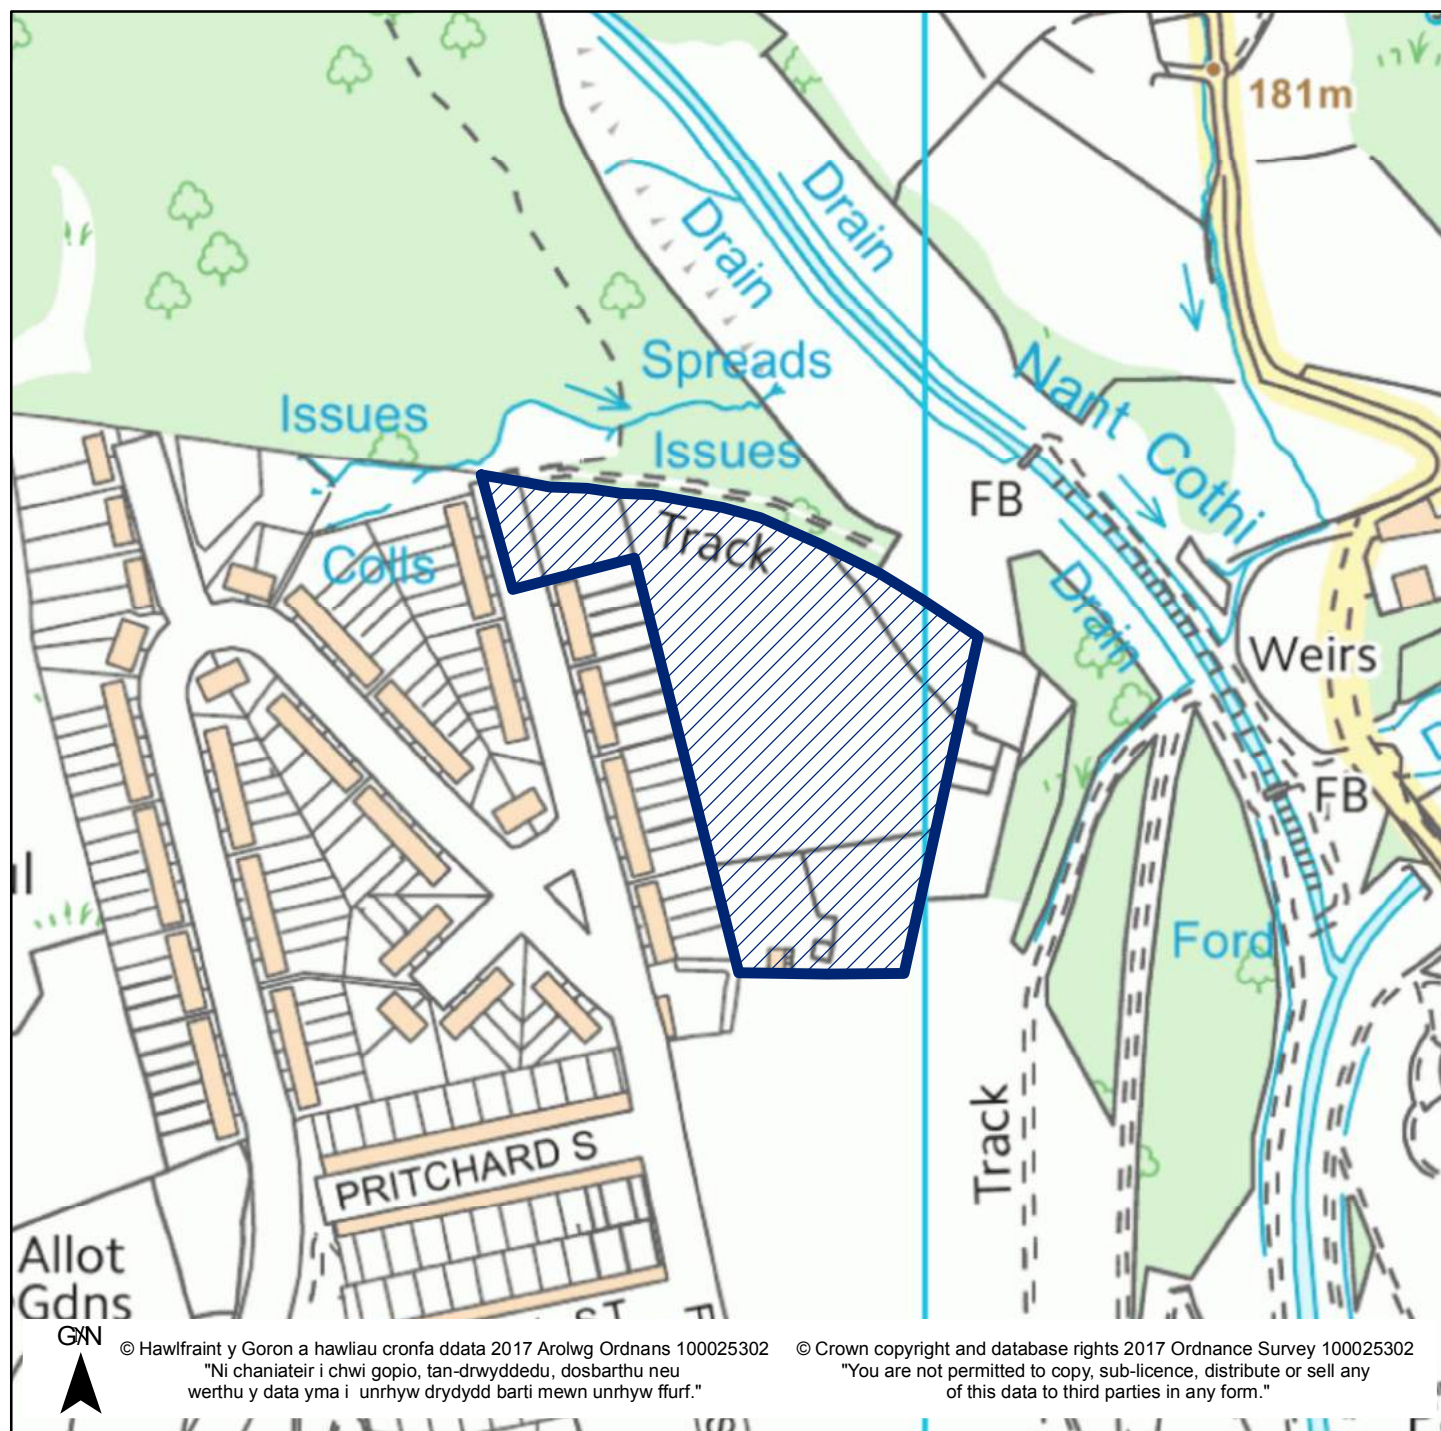 181m
Drain
Drain
Spreads
Issues
Issues
Nant Cothi
FB
Track
Colls
Drain
Weirs
FB
Ford
Track
PRITCHARD S
Allot
Gdns
ST
G/N
© Hawlfraint y Goron a hawliau cronfa ddata 2017 Arolwg Ordnans 100025302
"Ni chaniateir i chwi gopio, tan-drwyddedu, dosbarthu neu
werthu y data yma i unrhyw drydydd barti mewn unrhyw ffurf."
© Crown copyright and database rights 2017 Ordnance Survey 100025302
"You are not permitted to copy, sub-licence, distribute or sell any
of this data to third parties in any form."